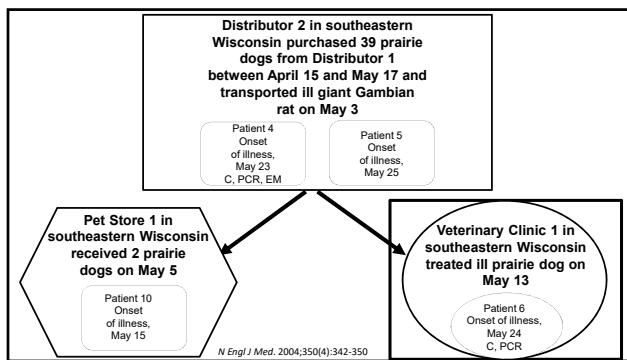 Distributor 2 in southeastern
Wisconsin purchased 39 prairie
dogs from Distributor 1
between April 15 and May 17 and
transported ill giant Gambian
rat on May 3
Patient 4
Onset
of illness,
May 23
C, PCR, EM
Patient 5
Onset
of illness,
May 25
Pet Store 1 in
southeastern Wisconsin
received 2 prairie
dogs on May 5
Patient 10
Onset
of illness,
May 15
Veterinary Clinic 1 in
southeastern Wisconsin
treated ill prairie dog on
May 13
Patient 6
Onset of illness,
May 24
C, PCR
N Engl J Med. 2004;350(4):342-350